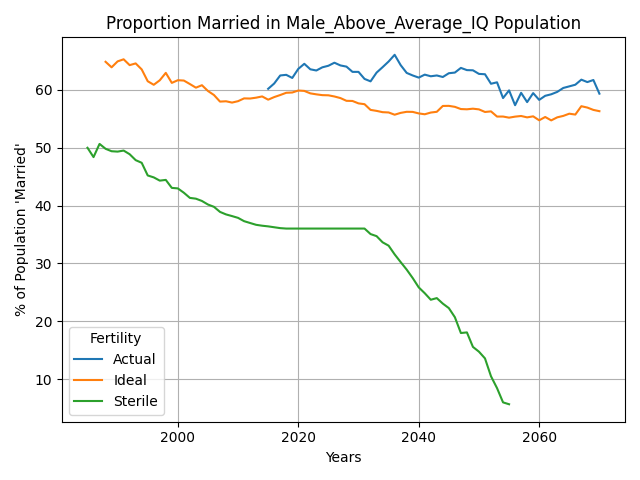 Proportion Married in Male_Above_Average_IQ Population
% of Population 'Married'
60
50
40
30
20
10
Fertility
Actual
Ideal
Sterile
2000 2020 2040 2060
Years